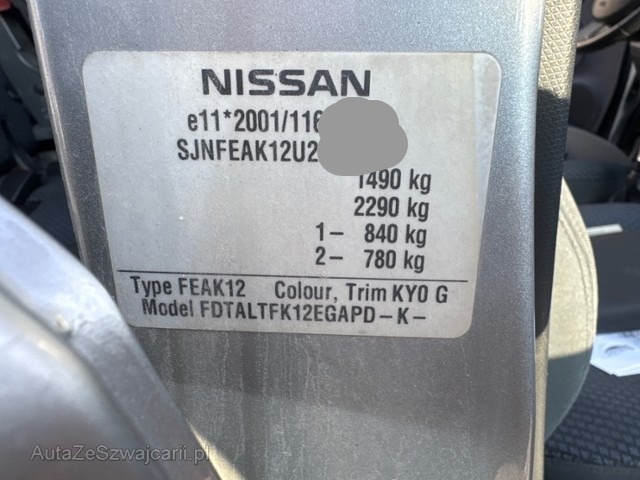 NISSAN
e11*2001/116
SJNFEAK12U2
1490 kg
2290 kg
1– 840 kg
2– 780 kg
Type FEAK12 Colour, Trim KY0 G
Model FDTALTFK12EGAPD–K–
AutaZeSzwajcarii.pl